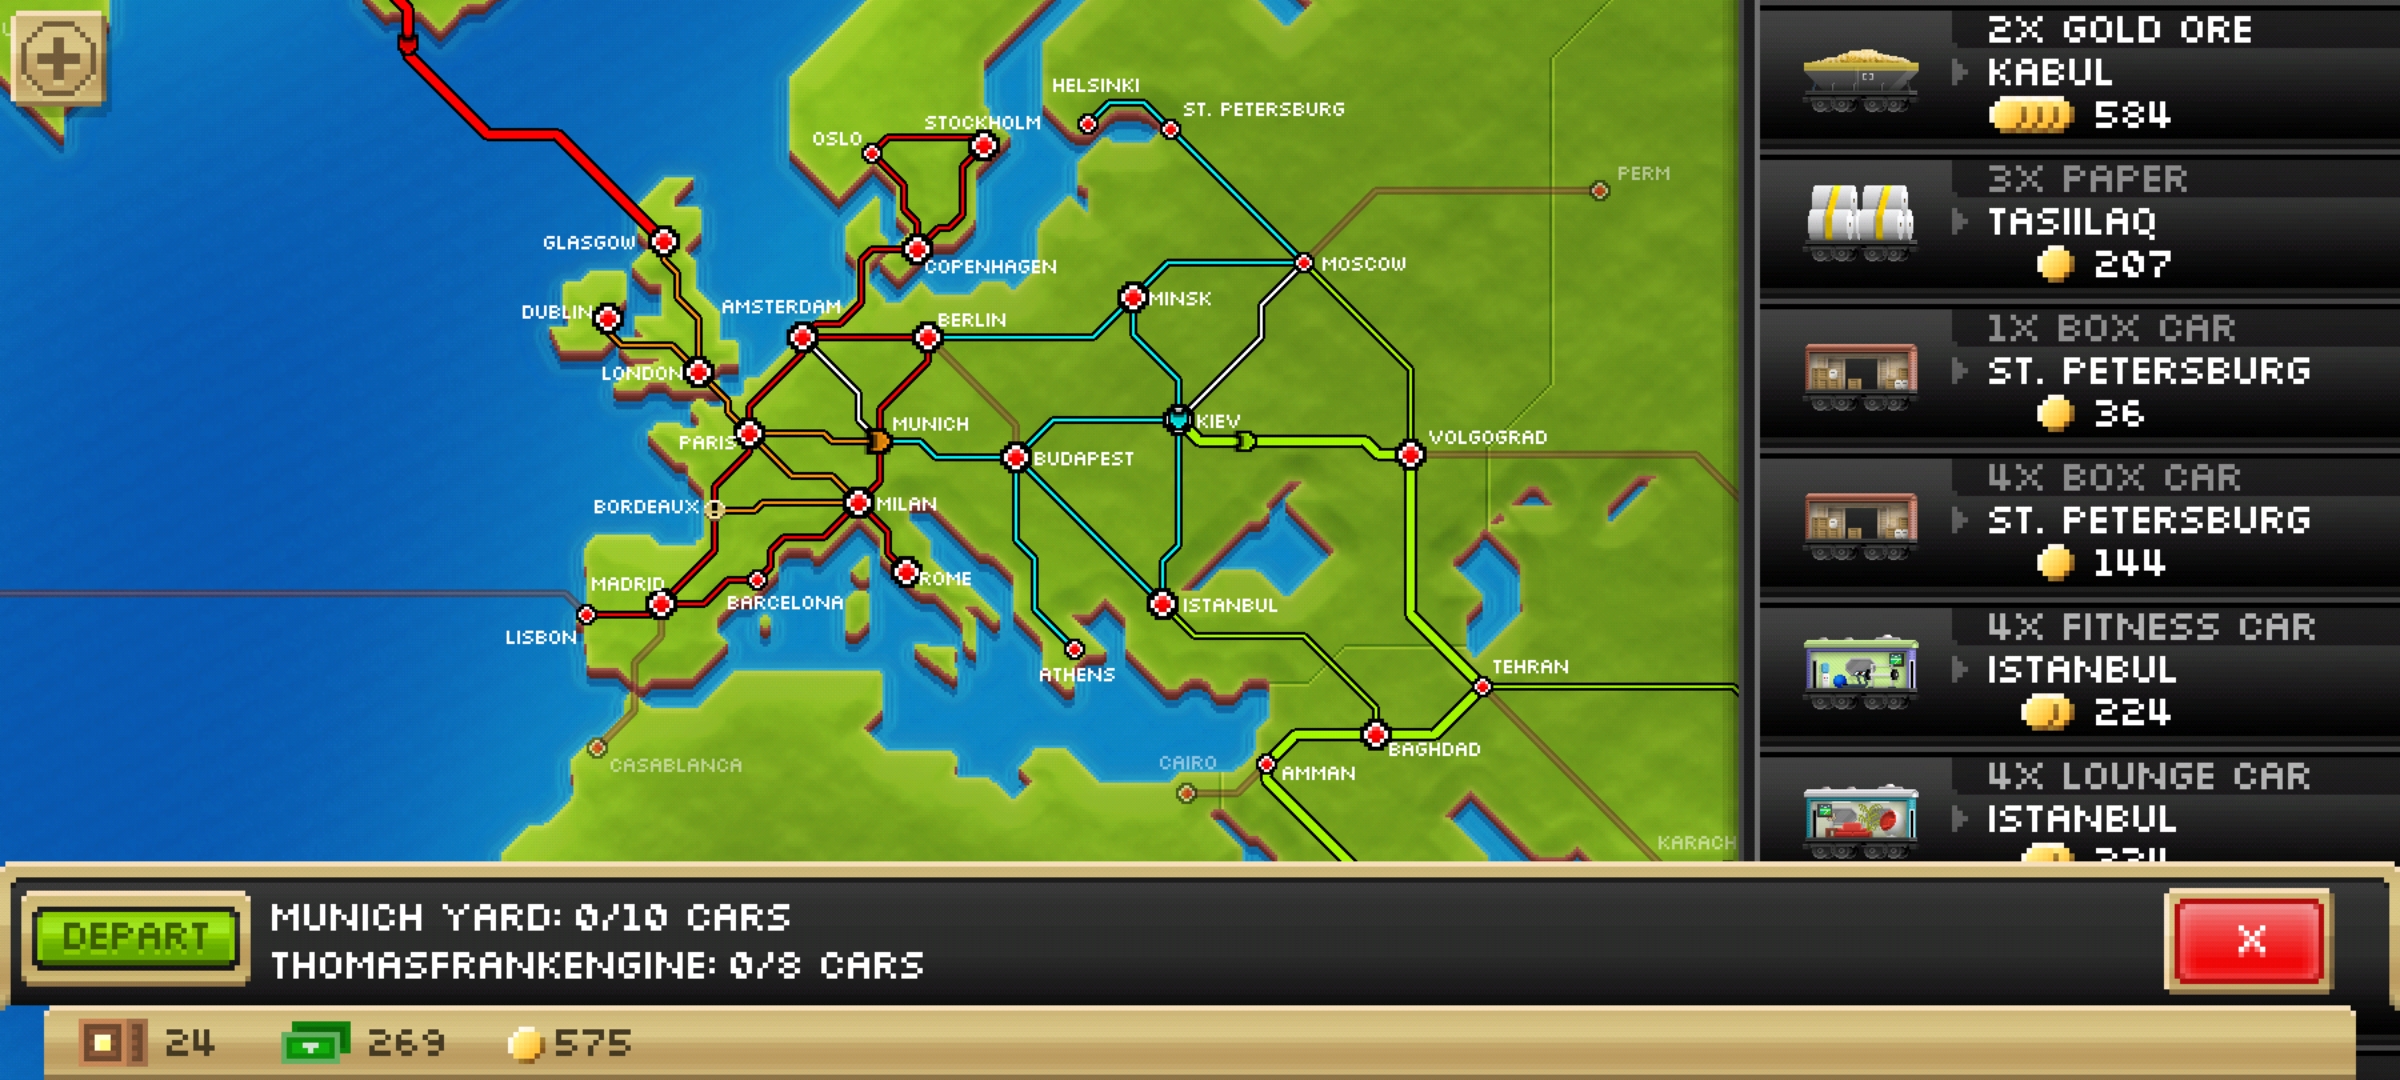 HELSINKI
ST. PETERSBURG
STOCKHOLM
OSLO
PERM
GLASGOW
COPENHAGEN
MOSCOW
MINSK
DUBLIN
AMSTERDAM
BERLIN
LONDON
KIEV
MUNICH
PARIS
VOLGOGRAD
BUDAPEST
BORDEAUX
MILAN
MADRID
ROME
BARCELONA
ISTANBUL
LISBON
ATHENS
TEHRAN
CASABLANCA
CAIRO
BAGHDAD
AMMAN
KARACH
2X GOLD ORE
KABUL
584
3X PAPER
TASIILAQ
207
1X BOX CAR
ST. PETERSBURG
36
4X BOX CAR
ST. PETERSBURG
144
4X FITNESS CAR
ISTANBUL
224
4X LOUNGE CAR
ISTANBUL
DEPART
MUNICH YARD: 0/10 CARS
THOMASFRANKENGINE: 0/8 CARS
X
24
269
575